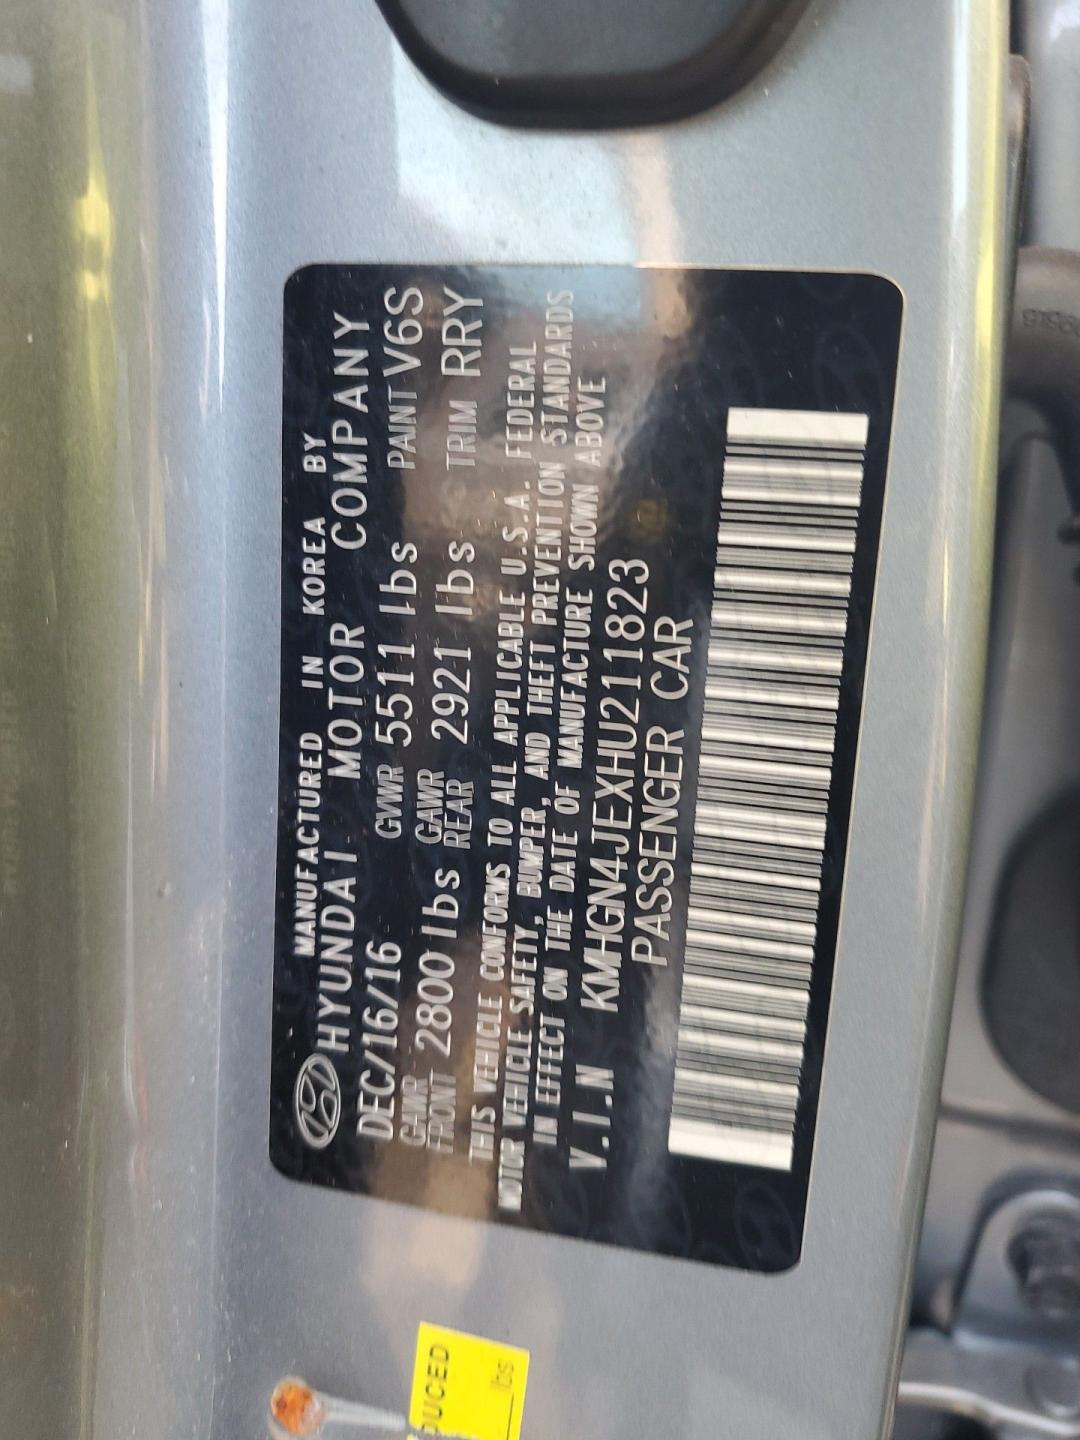 MANUFACTURED IN KOREA BY
HYUNDAI MOTOR COMPANY
DEC/16/16 GVWR 5511 lbs PAINT V6S
GAWR FRONT 2800 lbs GAWR REAR 2921 lbs TRIM RRY
THIS VEHICLE CONFORMS TO ALL APPLICABLE U.S.A. FEDERAL
MOTOR VEHICLE SAFETY, BUMPER, AND THEFT PREVENTION STANDARDS
IN EFFECT ON THE DATE OF MANUFACTURE SHOWN ABOVE
V.I.N KMHGN4JEXHU211823
PASSENGER CAR
lbs